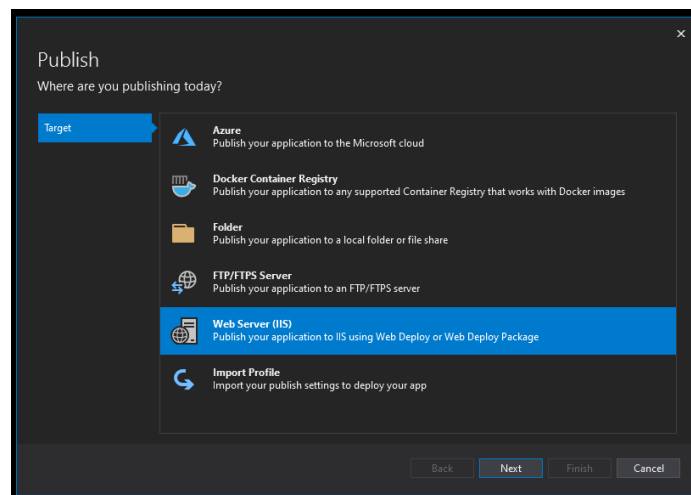 Publish
Where are you publishing today?
Target
Azure
Publish your application to the Microsoft cloud
Docker Container Registry
Publish your application to any supported Container Registry that works with Docker images
Folder
Publish your application to a local folder or file share
FTP/FTPS Server
Publish your application to an FTP/FTPS server
Web Server (IIS)
Publish your application to IIS using Web Deploy or Web Deploy Package
Import Profile
Import your publish settings to deploy your app
Back Next Finish Cancel